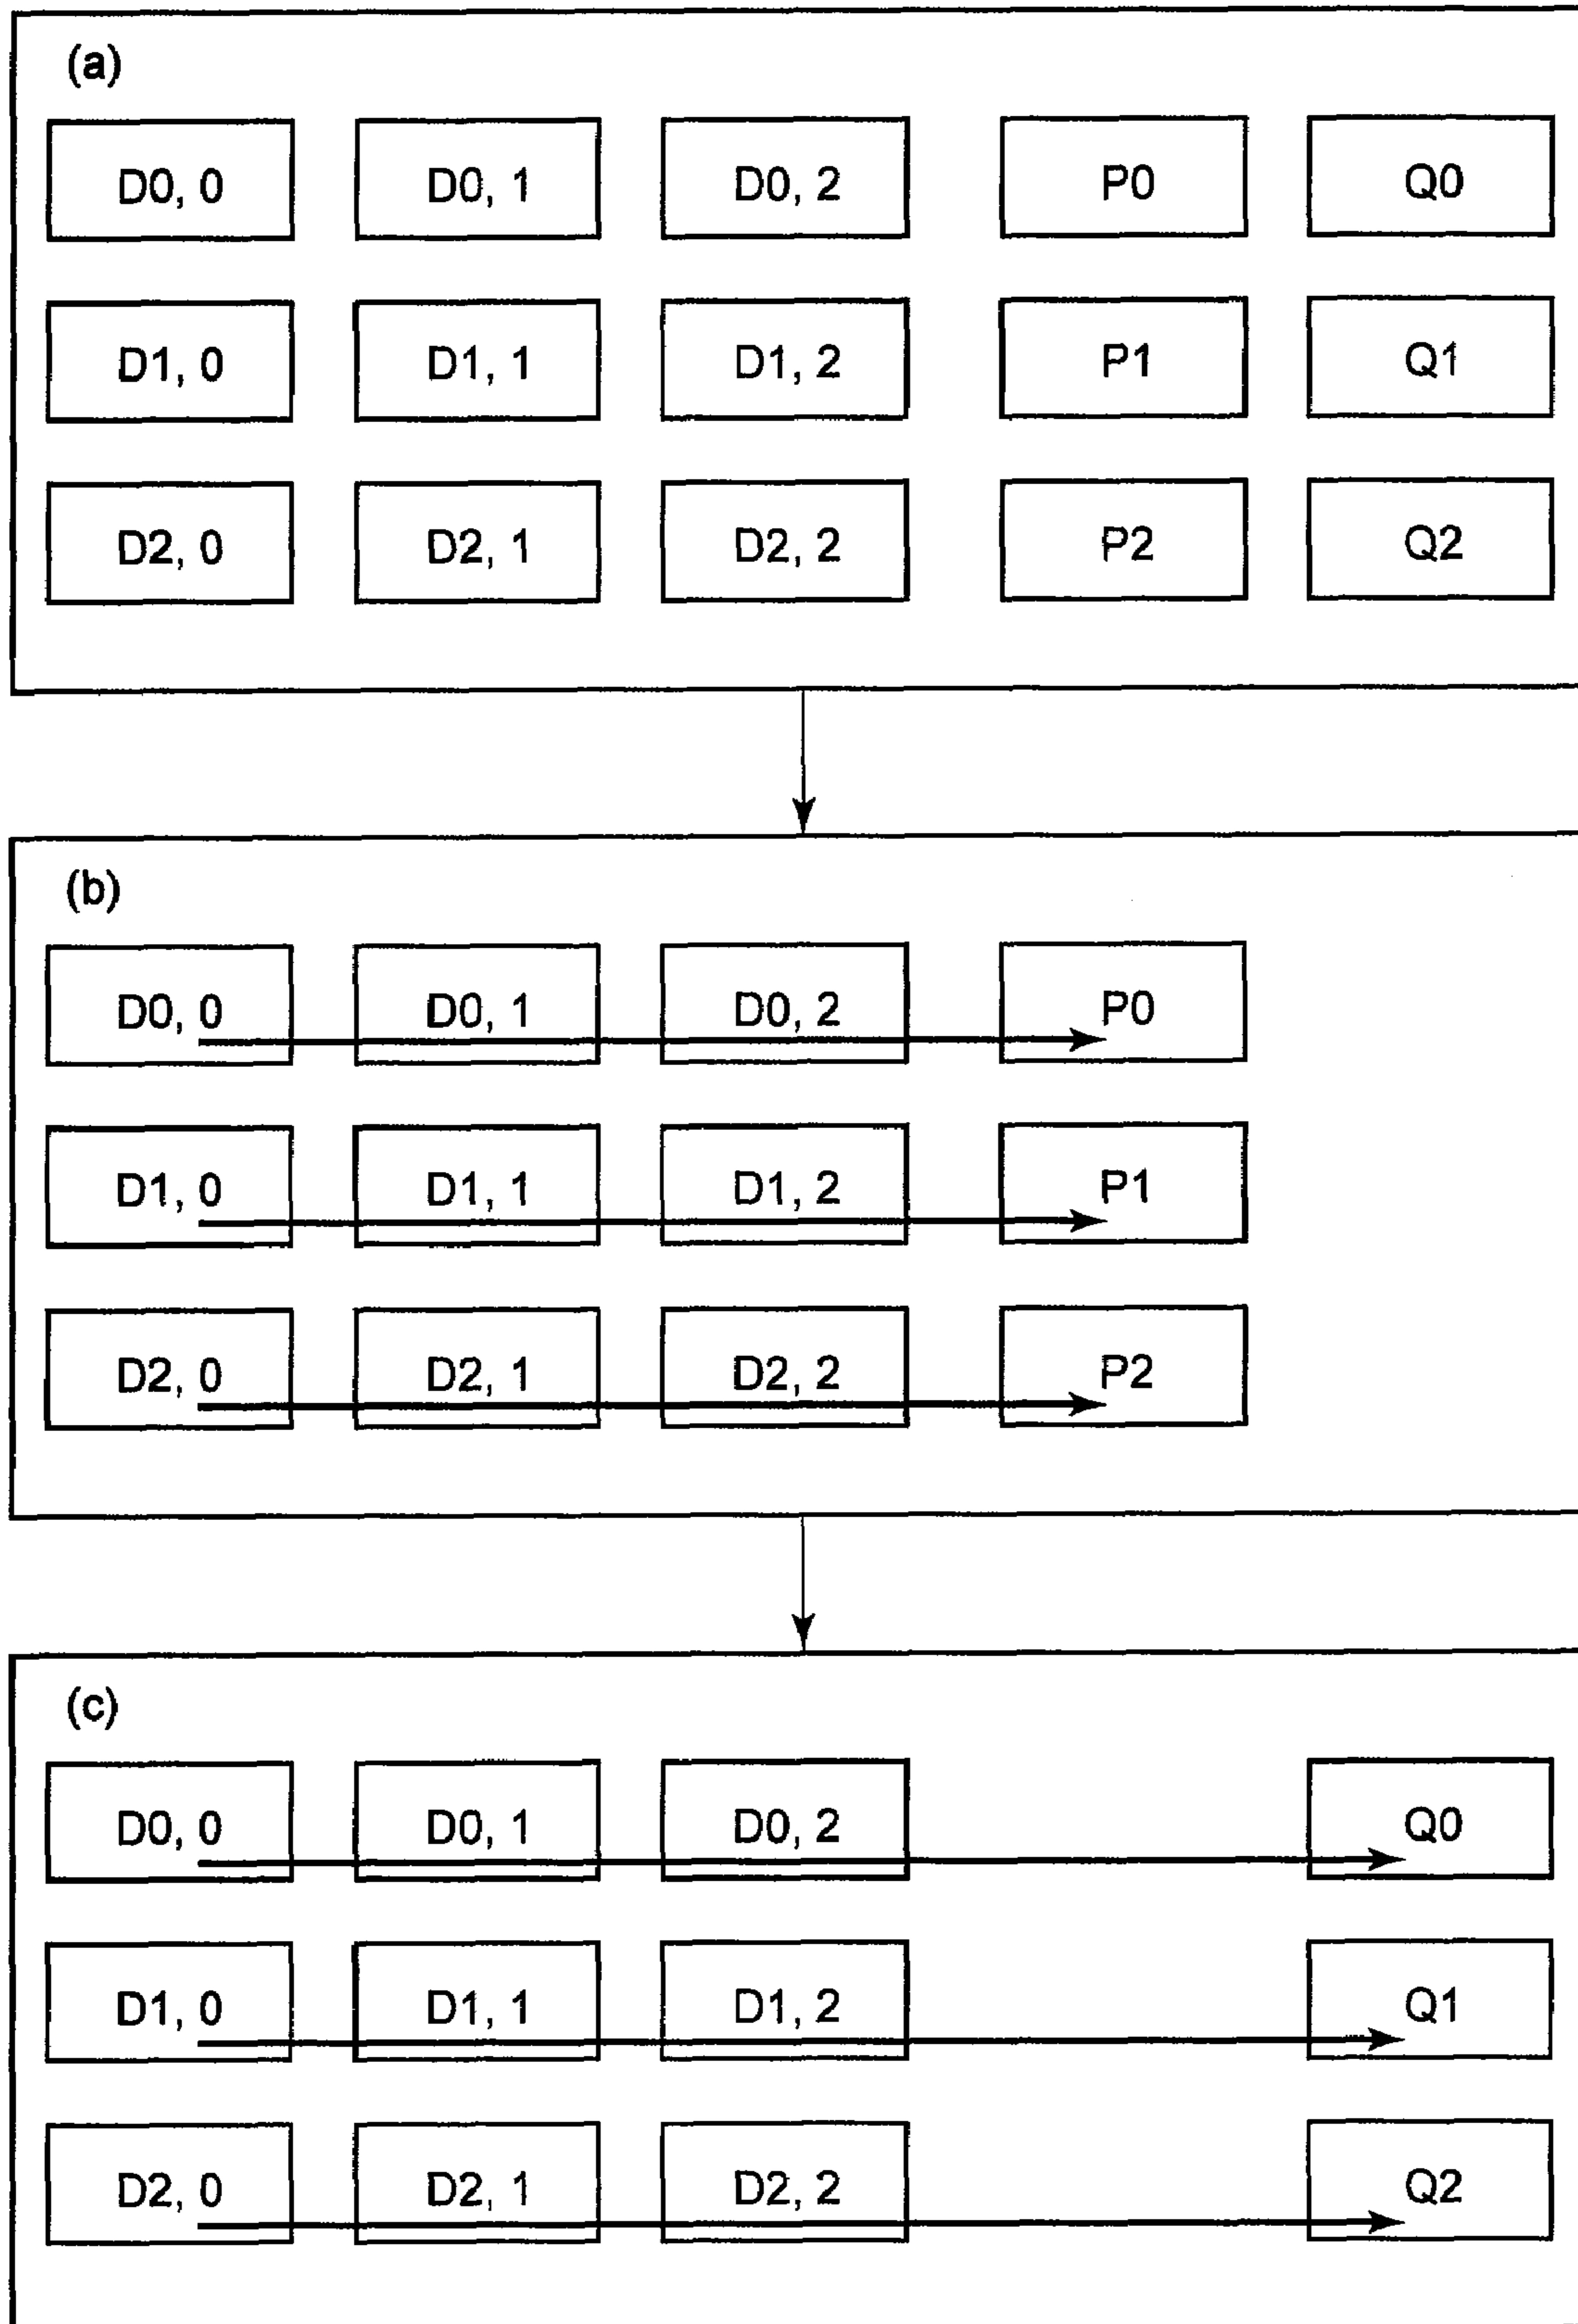 (a)
D0, 0 D0, 1 D0, 2 P0 Q0
D1, 0 D1, 1 D1, 2 P1 Q1
D2, 0 D2, 1 D2, 2 P2 Q2
(b)
D0, 0 D0, 1 D0, 2 P0
D1, 0 D1, 1 D1, 2 P1
D2, 0 D2, 1 D2, 2 P2
(c)
D0, 0 D0, 1 D0, 2 Q0
D1, 0 D1, 1 D1, 2 Q1
D2, 0 D2, 1 D2, 2 Q2